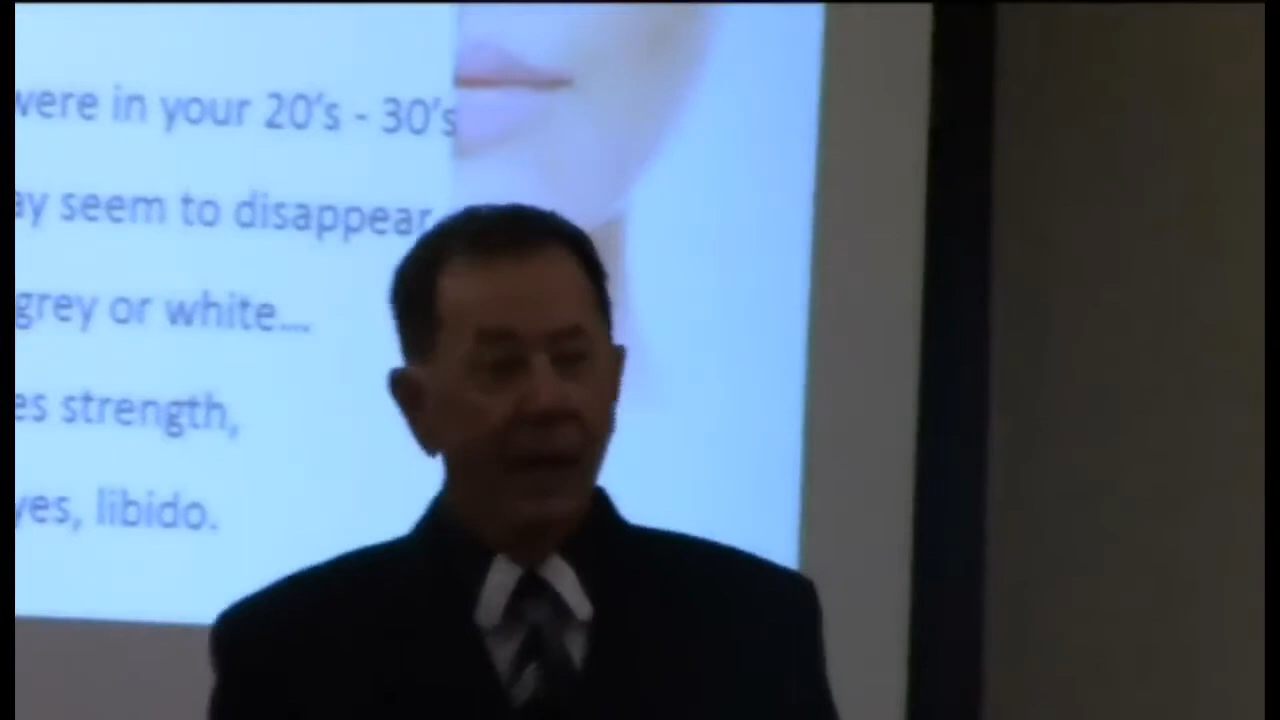 were in your 20's - 30's
ay seem to disappear
grey or white....
es strength,
yes, libido.